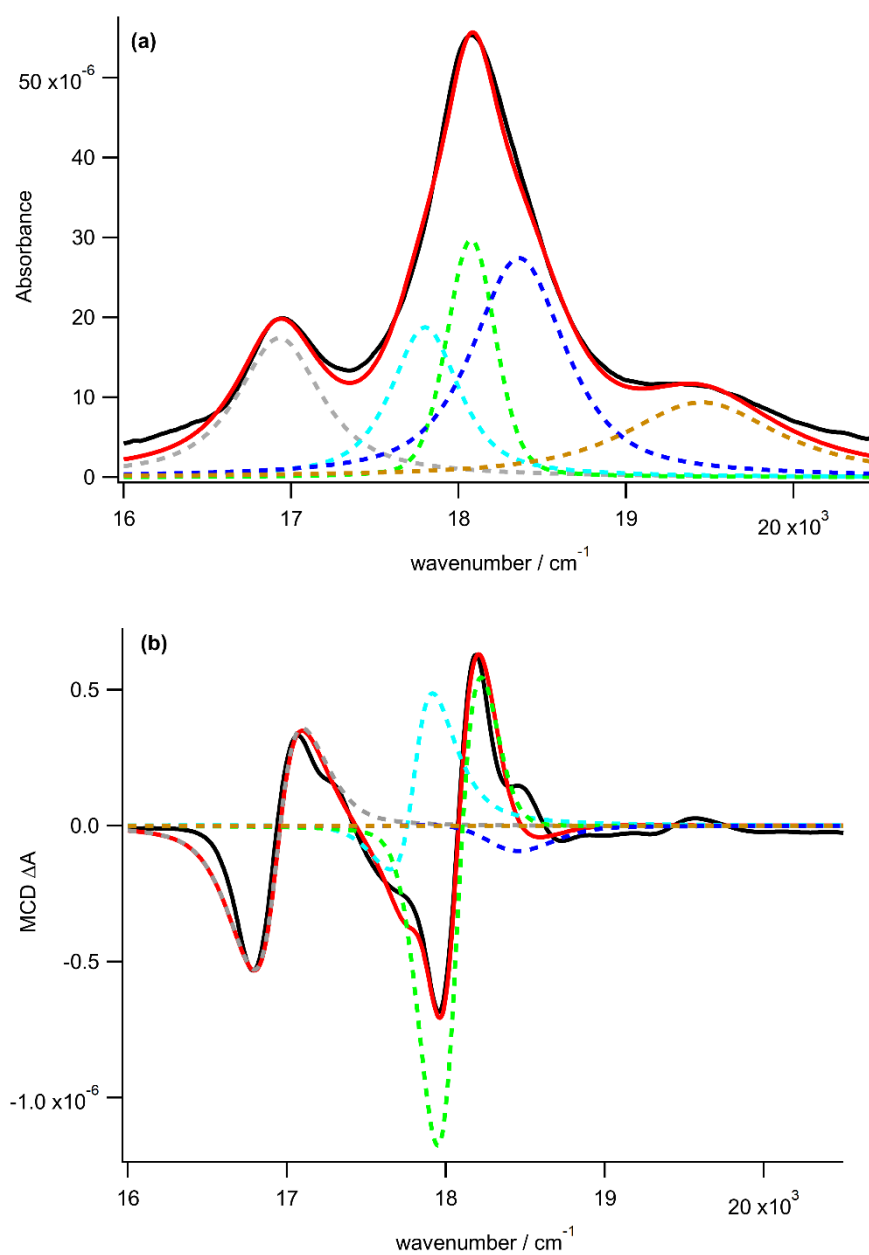 (a)
50 x10⁻⁶
40
30
20
10
0
Absorbance
16
17
18
19
20 x10³
wavenumber / cm⁻¹
(b)
0.5
0.0
-0.5
-1.0 x10⁻⁶
MCD ΔA
16
17
18
19
20 x10³
wavenumber / cm⁻¹